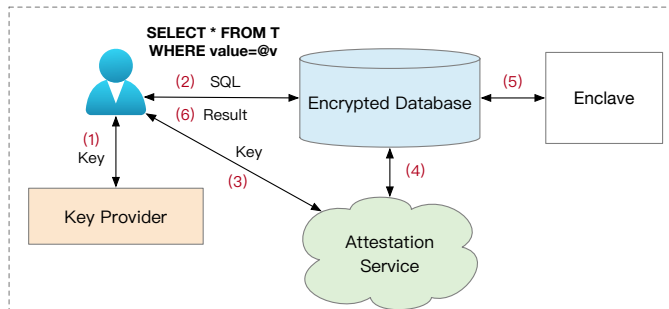 SELECT * FROM T
WHERE value=@v
(2) SQL
(6) Result
Encrypted Database
(5)
Enclave
(1)
Key
Key
(3)
(4)
Key Provider
Attestation
Service